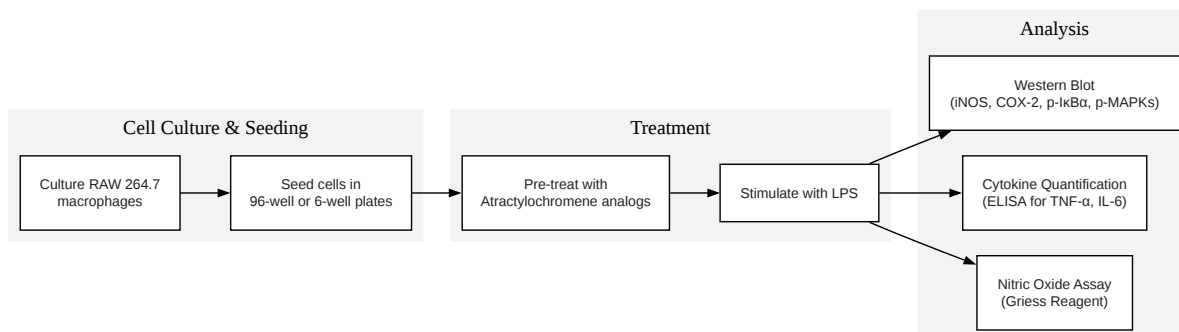 Cell Culture & Seeding
Culture RAW 264.7
macrophages
Seed cells in
96-well or 6-well plates
Treatment
Pre-treat with
Atractylochromene analogs
Stimulate with LPS
Analysis
Western Blot
(iNOS, COX-2, p-IκBα, p-MAPKs)
Cytokine Quantification
(ELISA for TNF-α, IL-6)
Nitric Oxide Assay
(Griess Reagent)